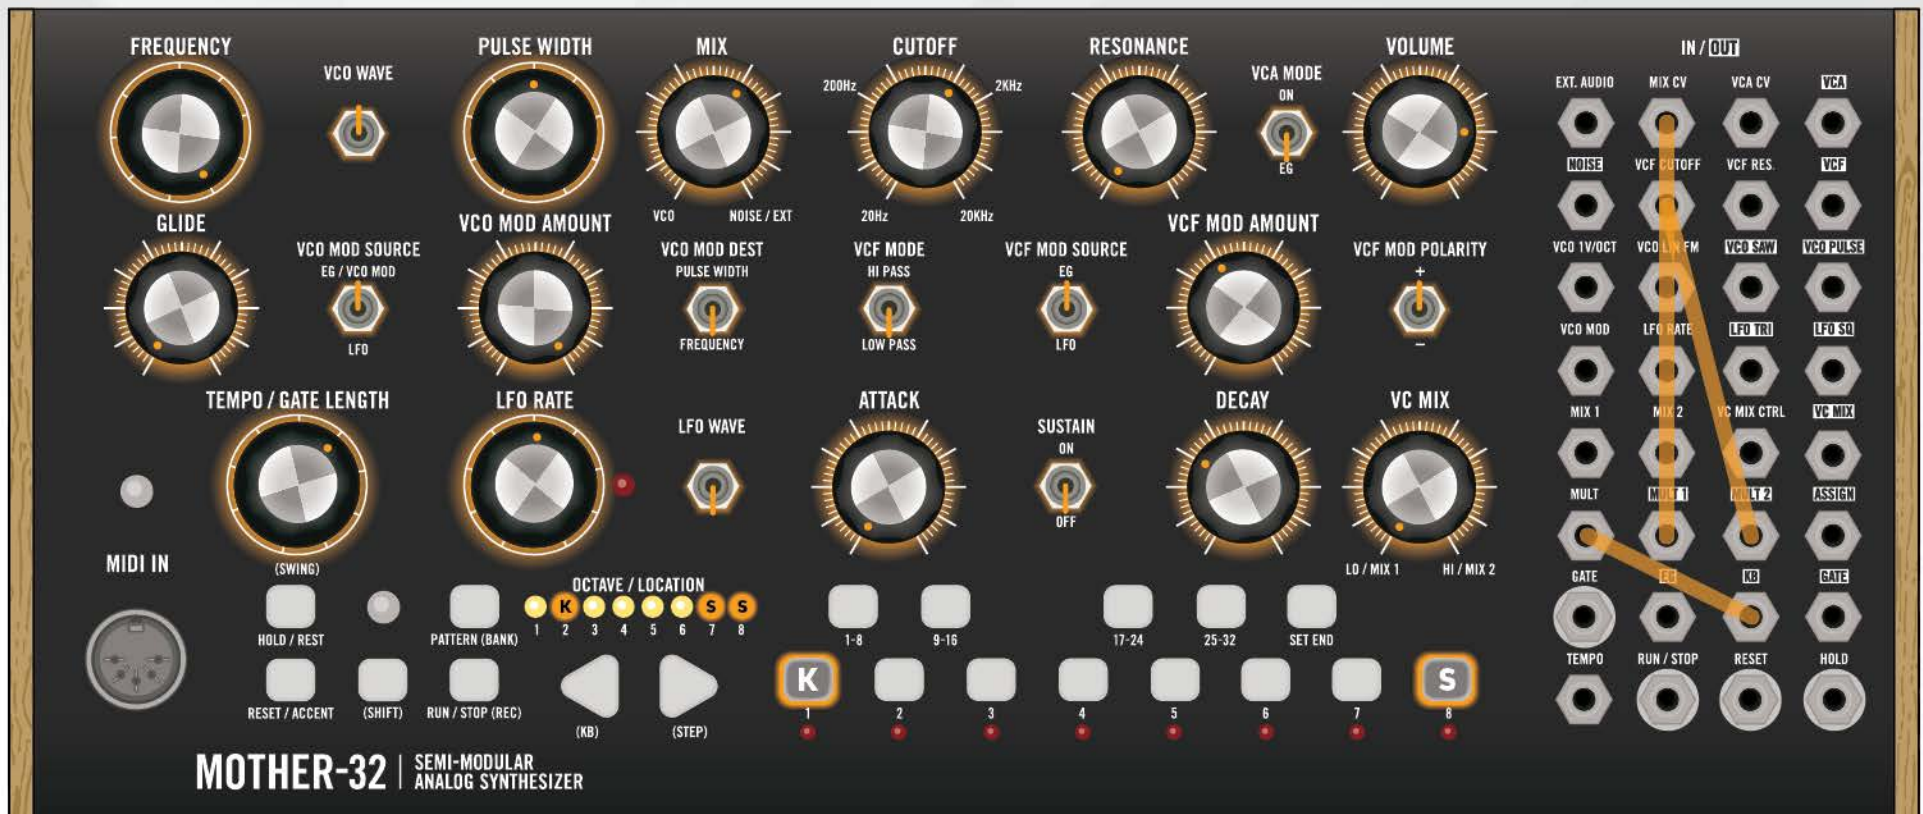 FREQUENCY
VCO WAVE
PULSE WIDTH
MIX
VCO
NOISE / EXT
CUTOFF
200Hz
2KHz
20Hz
20KHz
RESONANCE
VCA MODE
ON
EG
VOLUME
GLIDE
VCO MOD SOURCE
EG / VCO MOD
LFO
VCO MOD AMOUNT
VCO MOD DEST
PULSE WIDTH
FREQUENCY
VCF MODE
HI PASS
LOW PASS
VCF MOD SOURCE
EG
LFO
VCF MOD AMOUNT
VCF MOD POLARITY
+
–
TEMPO / GATE LENGTH
(SWING)
LFO RATE
LFO WAVE
ATTACK
SUSTAIN
ON
OFF
DECAY
VC MIX
LO / MIX 1
HI / MIX 2
MIDI IN
HOLD / REST
PATTERN (BANK)
OCTAVE / LOCATION
K S S
1 2 3 4 5 6 7 8
1-8
9-16
17-24
25-32
SET END
RESET / ACCENT
(SHIFT)
RUN / STOP (REC)
(KB)
(STEP)
K S
1 2 3 4 5 6 7 8
MOTHER-32
SEMI-MODULAR
ANALOG SYNTHESIZER
IN / OUT
EXT. AUDIO MIX CV VCA CV VCA
NOISE VCF CUTOFF VCF RES. VCF
VCO 1V/OCT VCO LIN FM VCO SAW VCO PULSE
VCO MOD LFO RATE LFO TRI LFO SQ
MIX 1 MIX 2 VC MIX CTRL VC MIX
MULT MULT 1 MULT 2 ASSIGN
GATE EG KB GATE
TEMPO RUN / STOP RESET HOLD